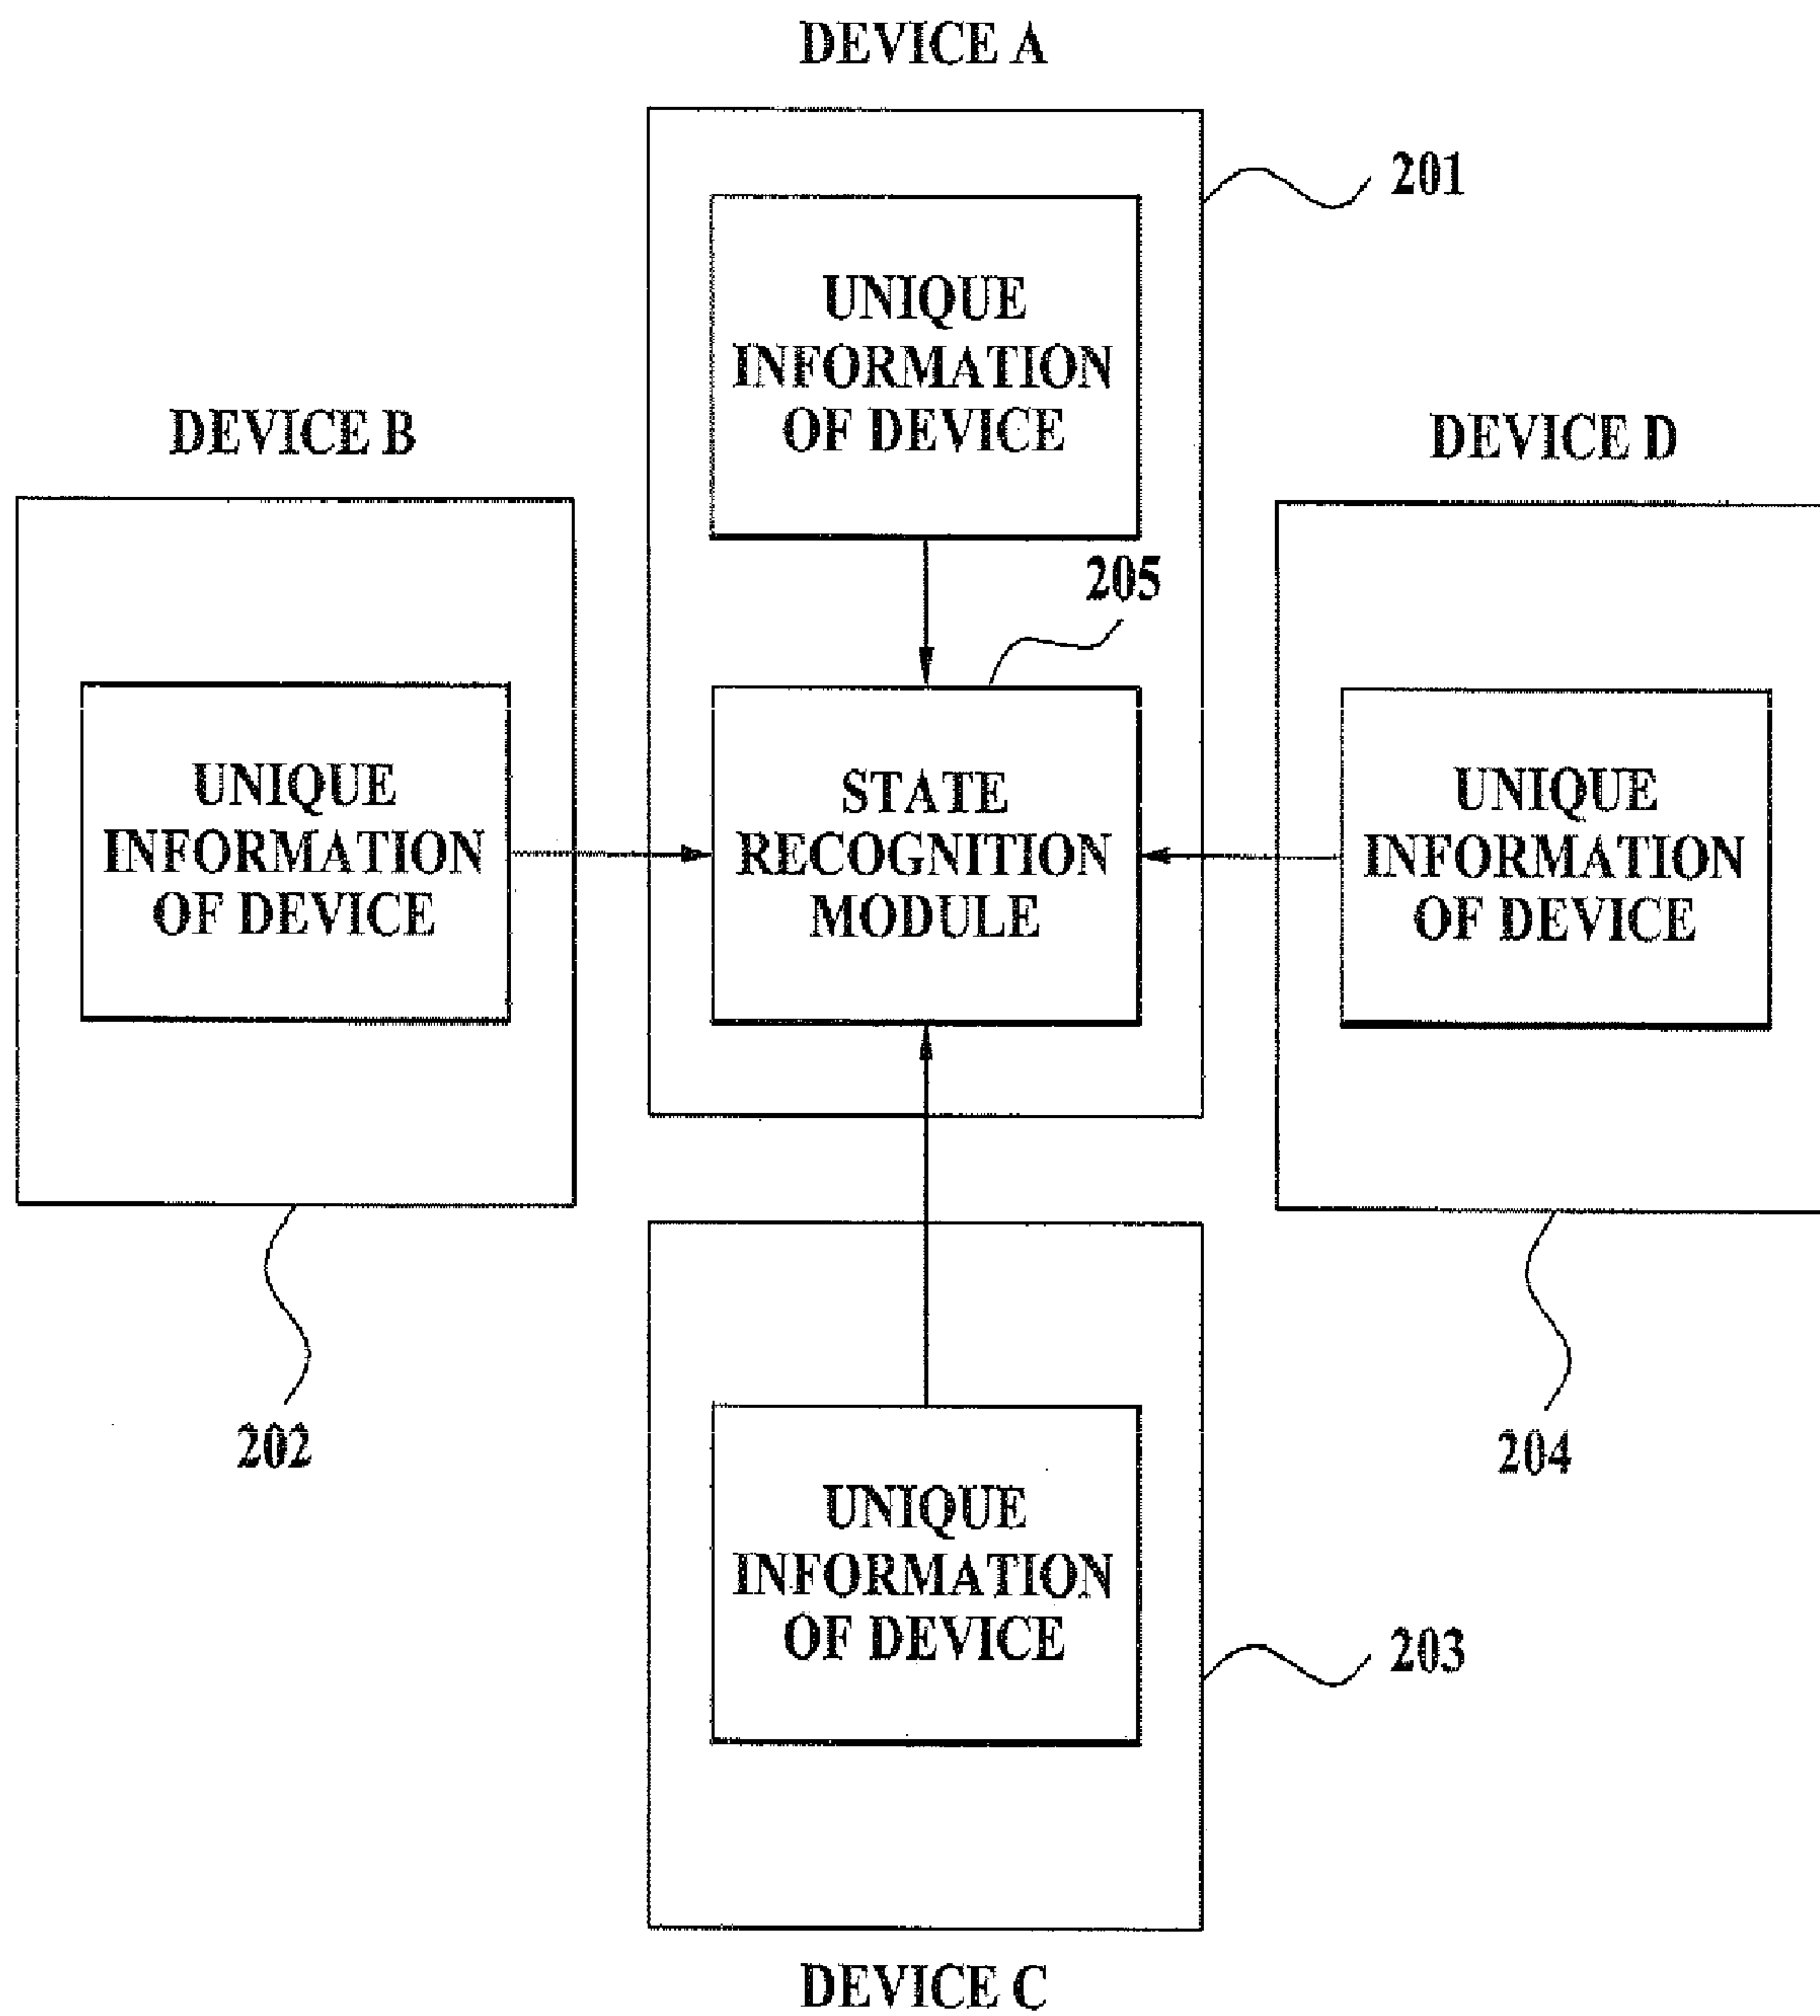 DEVICE A
201
UNIQUE
INFORMATION
OF DEVICE
205
DEVICE B
UNIQUE
INFORMATION
OF DEVICE
STATE
RECOGNITION
MODULE
DEVICE D
UNIQUE
INFORMATION
OF DEVICE
202
204
UNIQUE
INFORMATION
OF DEVICE
203
DEVICE C